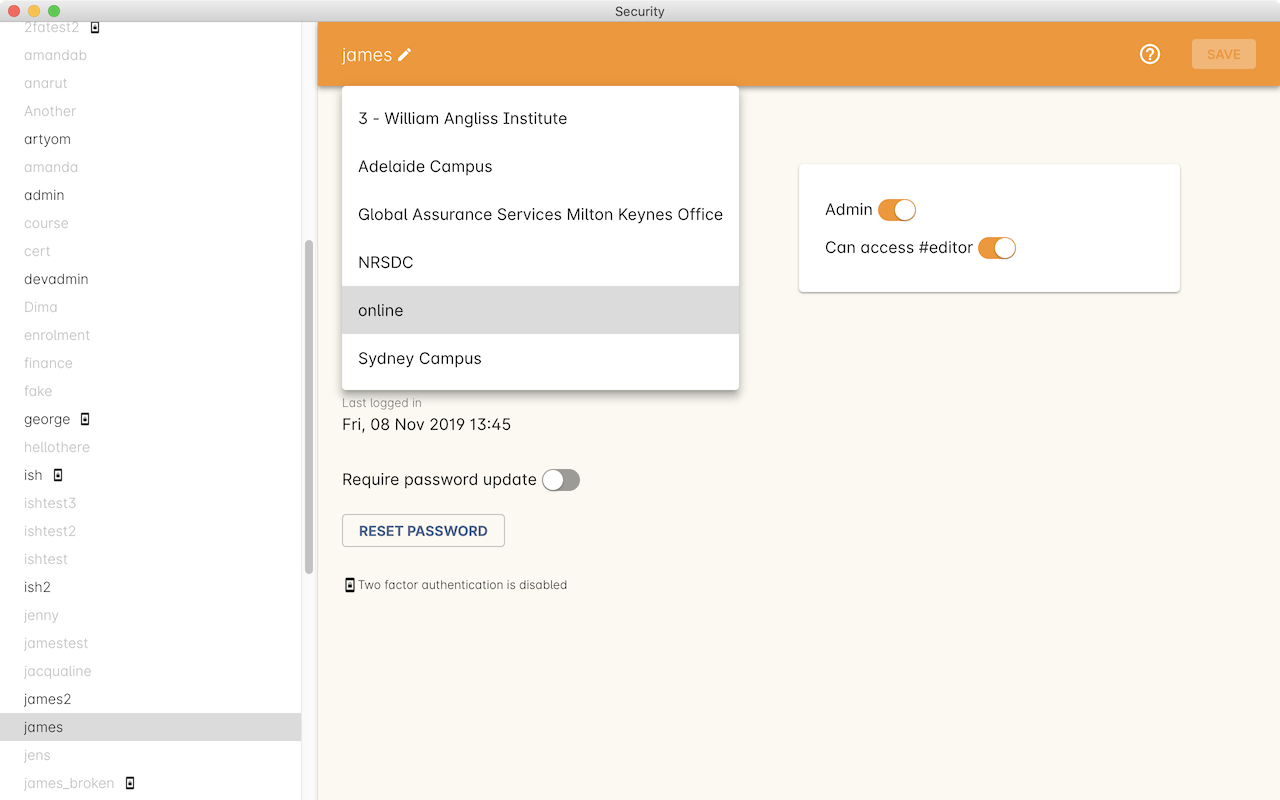 Security
2fatest2
amandab
anarut
Another
artyom
amanda
admin
course
cert
devadmin
Dima
enrolment
finance
fake
george
hellothere
ish
ishtest3
ishtest2
ishtest
ish2
jenny
jamestest
jacqualine
james2
james
jens
james_broken
james
SAVE
3 - William Angliss Institute
Adelaide Campus
Global Assurance Services Milton Keynes Office
NRSDC
online
Sydney Campus
Last logged in
Fri, 08 Nov 2019 13:45
Require password update
RESET PASSWORD
Two factor authentication is disabled
Admin
Can access #editor